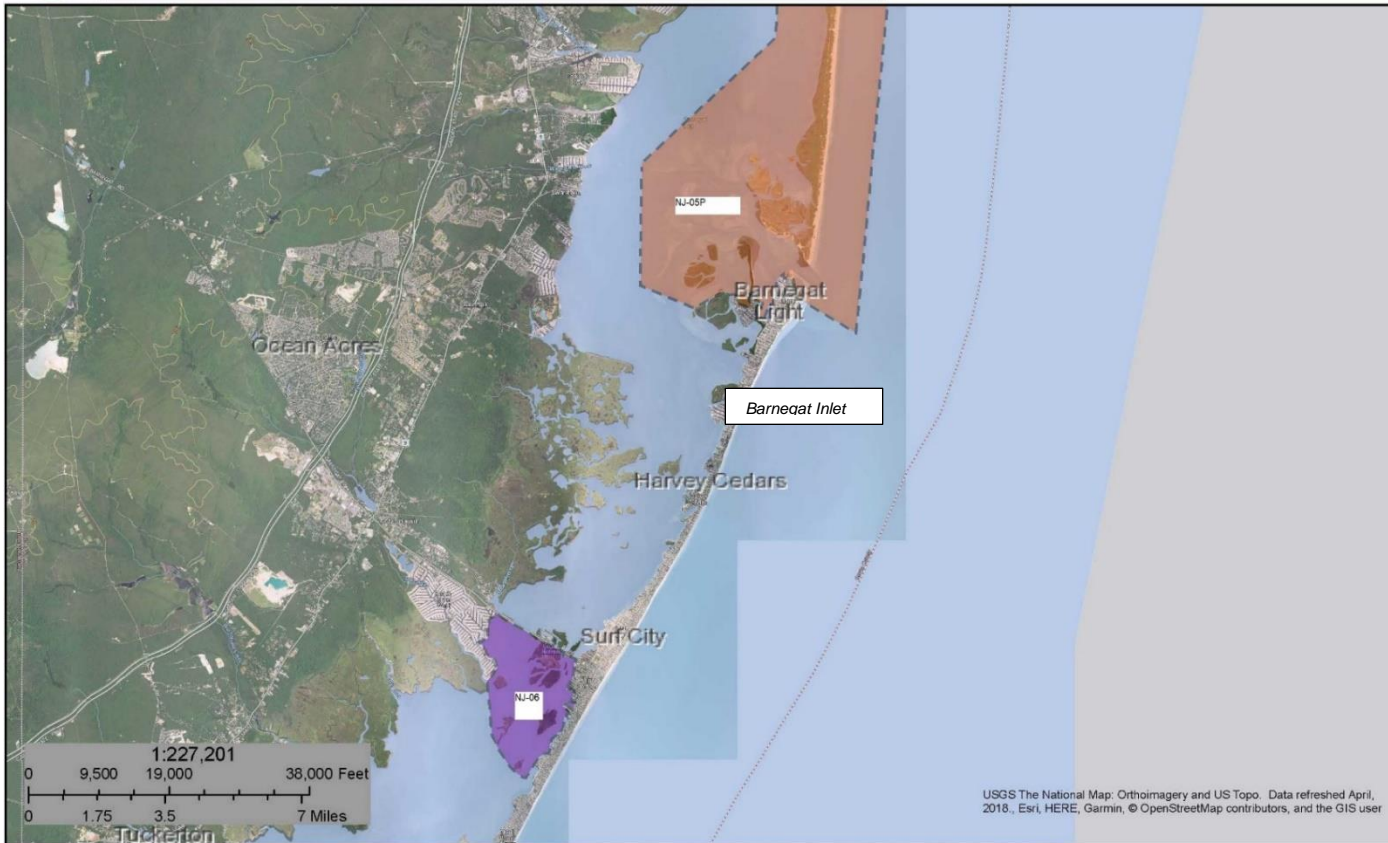 NJ-05P
Barnegat
Light
Ocean Acres
Barnegat Inlet
Harvey Cedars
Surf City
NJ-06
1:227,201
0 9,500 19,000 38,000 Feet
0 1.75 3.5 7 Miles
Tuckerton
USGS The National Map: Orthoimagery and US Topo. Data refreshed April,
2018., Esri, HERE, Garmin, © OpenStreetMap contributors, and the GIS user